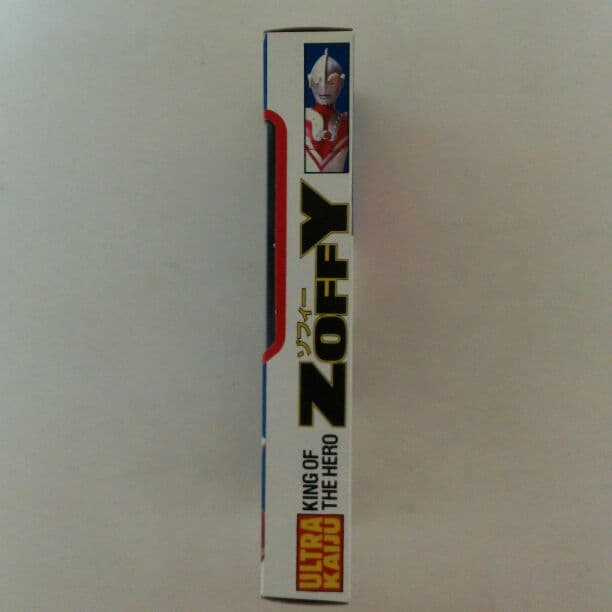 ULTRA
KAIJU
KING OF
THE HERO
ゾフィー
ZOFFY